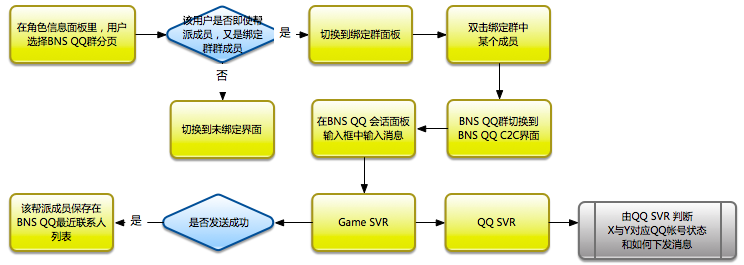 在角色信息面板里，用户
选择BNS QQ群分页
该用户是否即使帮
派成员，又是绑定
群群成员
是
切换到绑定群面板
双击绑定群中
某个成员
否
切换到未绑定界面
在BNS QQ 会话面板
输入框中输入消息
BNS QQ群切换到
BNS QQ C2C界面
该帮派成员保存在
BNS QQ最近联系人
列表
是
是否发送成功
Game SVR
QQ SVR
由QQ SVR 判断
X与Y对应QQ帐号状态
和如何下发消息